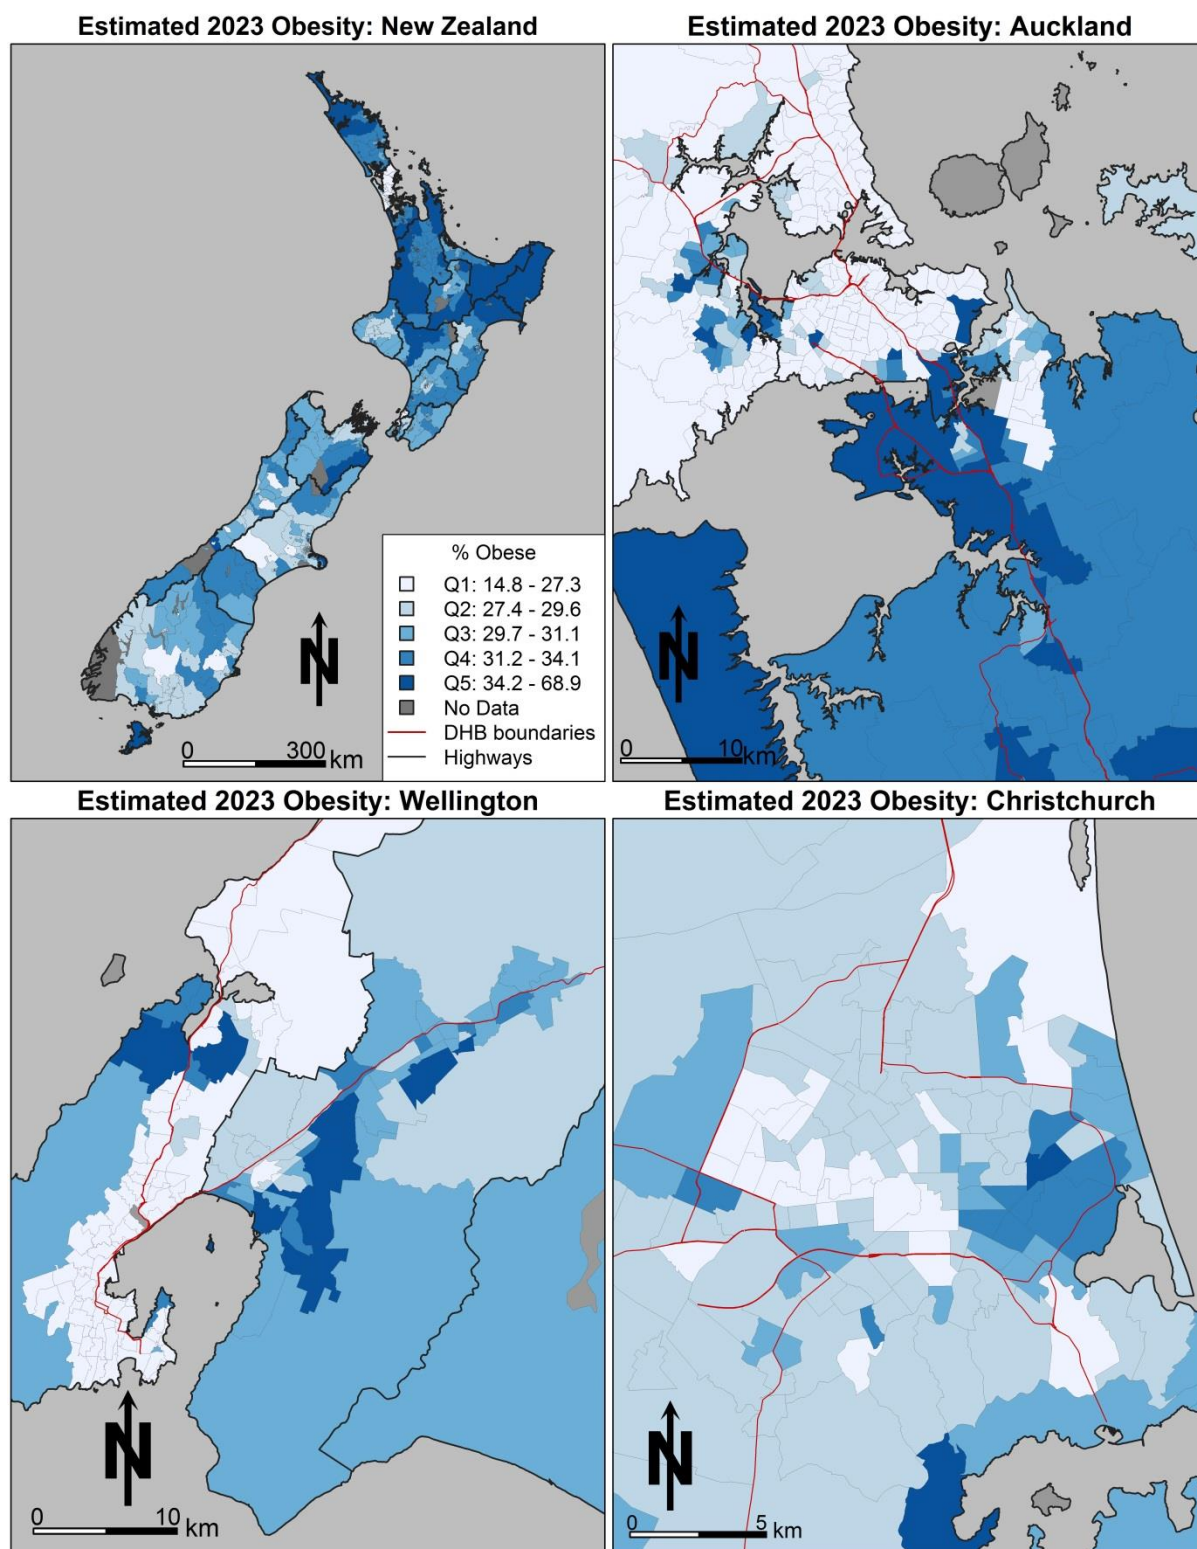 Estimated 2023 Obesity: New Zealand
Estimated 2023 Obesity: Auckland
% Obese
Q1: 14.8 - 27.3
Q2: 27.4 - 29.6
Q3: 29.7 - 31.1
Q4: 31.2 - 34.1
Q5: 34.2 - 68.9
No Data
DHB boundaries
Highways
N
0 300 km
N
0 10 km
Estimated 2023 Obesity: Wellington
Estimated 2023 Obesity: Christchurch
N
0 10 km
N
0 5 km